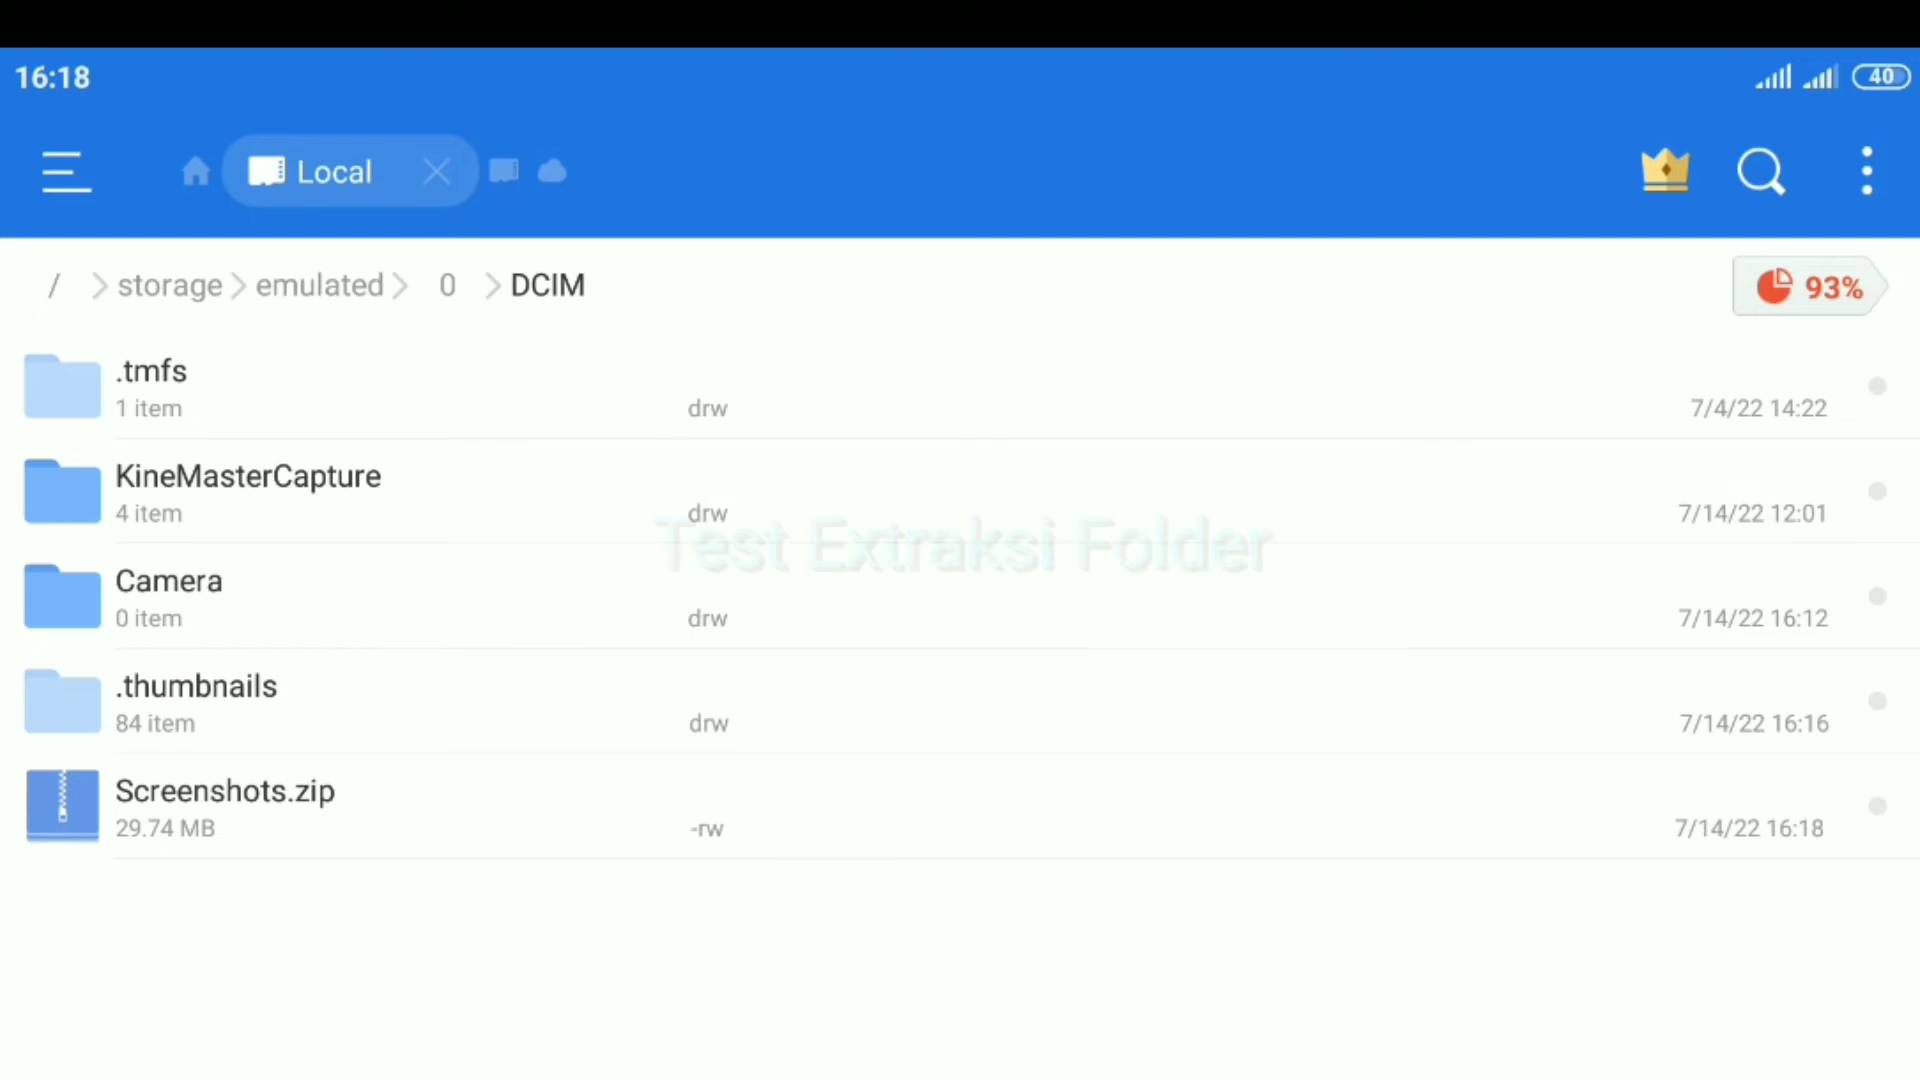 16:18
40
Local
/ storage emulated 0 DCIM
93%
.tmfs
1 item drw 7/4/22 14:22
KineMasterCapture
4 item drw 7/14/22 12:01
Test Extraksi Folder
Camera
0 item drw 7/14/22 16:12
.thumbnails
84 item drw 7/14/22 16:16
Screenshots.zip
29.74 MB -rw 7/14/22 16:18